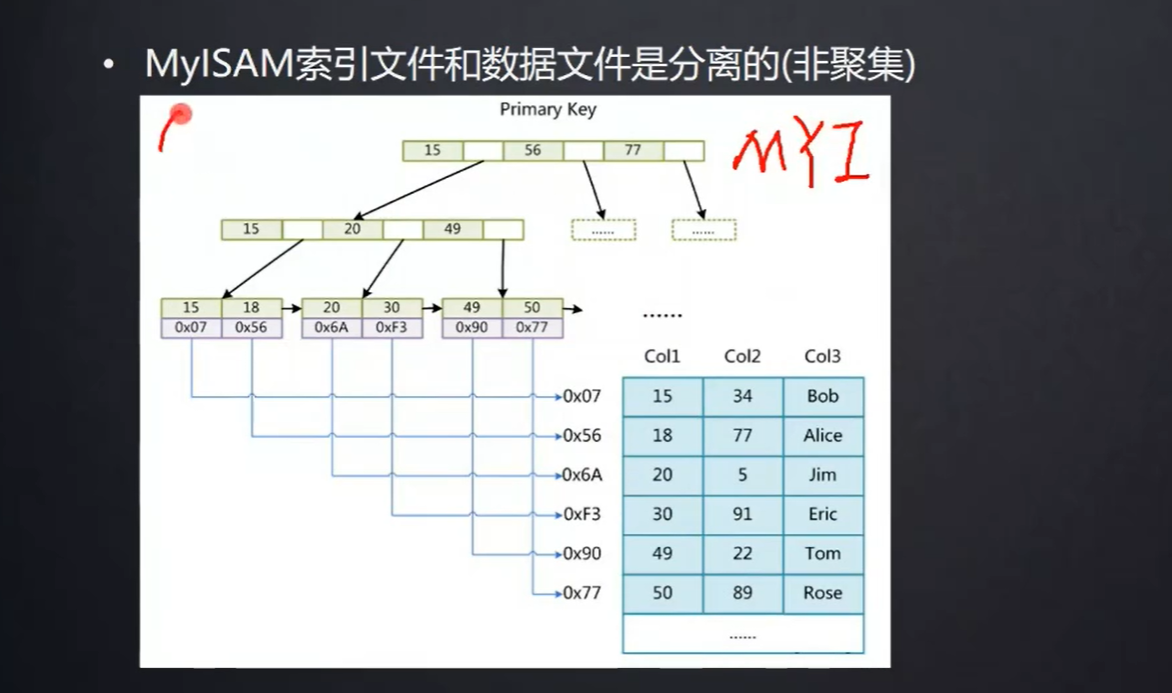 • MyISAM索引文件和数据文件是分离的(非聚集)
Primary Key
MYI
15 56 77
15 20 49
...... ......
15 18 20 30 49 50
0x07 0x56 0x6A 0xF3 0x90 0x77
......
Col1 Col2 Col3
0x07 15 34 Bob
0x56 18 77 Alice
0x6A 20 5 Jim
0xF3 30 91 Eric
0x90 49 22 Tom
0x77 50 89 Rose
......